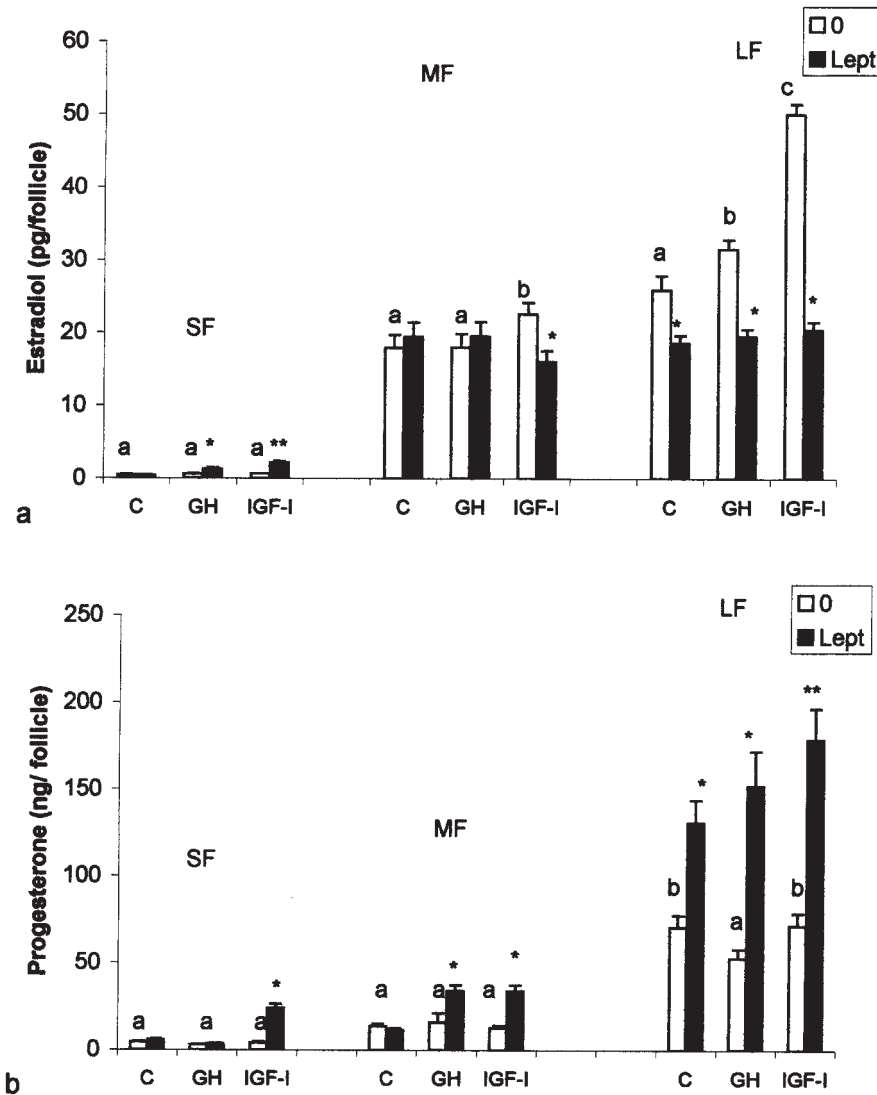 0
Lept
60
50
40
30
20
10
0
Estradiol (pg/follicle)
SF
MF
LF
a
a *
a **
a
a
b
*
a
*
b
*
c
*
C GH IGF-I C GH IGF-I C GH IGF-I
a
0
Lept
250
200
150
100
50
0
Progesterone (ng/ follicle)
SF
MF
LF
a
a
a
*
a
a
*
a
*
b
*
a
*
b
**
C GH IGF-I C GH IGF-I C GH IGF-I
b